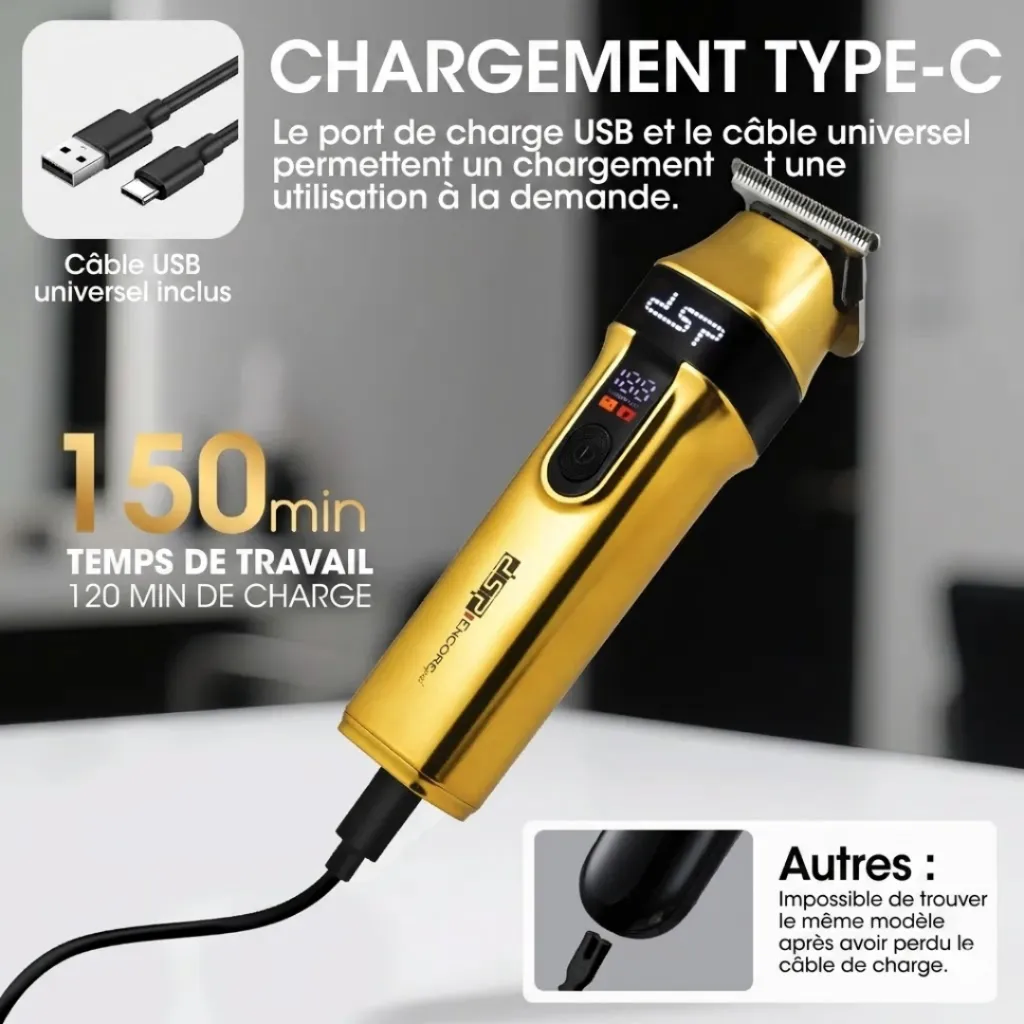 CHARGEMENT TYPE-C
Le port de charge USB et le câble universel
permettent un chargement t une
utilisation à la demande.
Câble USB
universel inclus
dsp
188
150min
TEMPS DE TRAVAIL
120 MIN DE CHARGE
dsp ENCORE
Autres :
Impossible de trouver
le même modèle
après avoir perdu le
câble de charge.